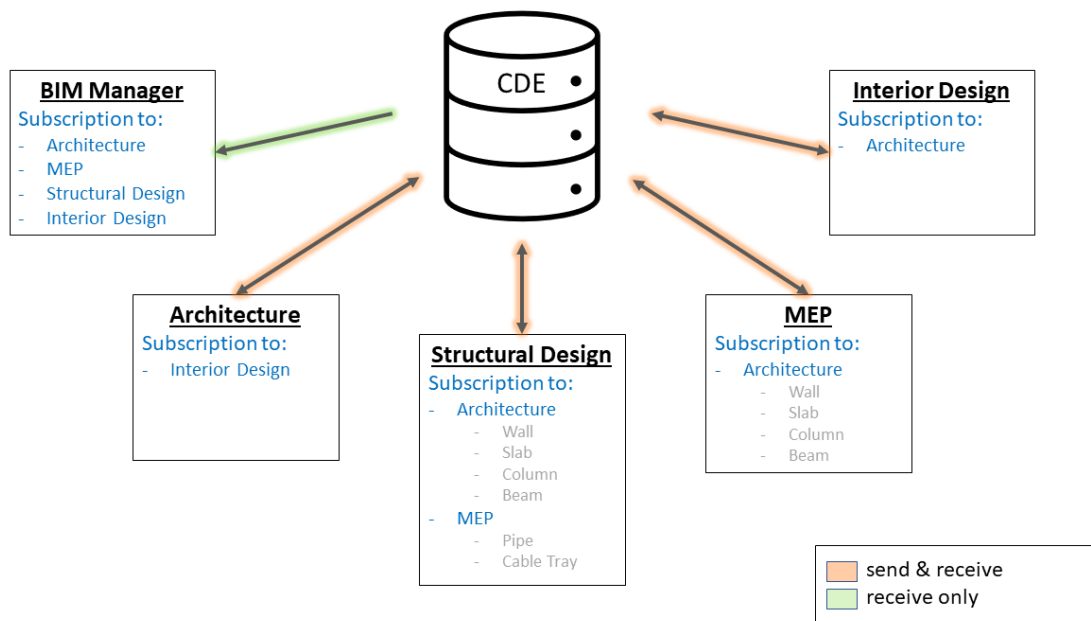 CDE
BIM Manager
Subscription to:
- Architecture
- MEP
- Structural Design
- Interior Design
Interior Design
Subscription to:
- Architecture
Architecture
Subscription to:
- Interior Design
Structural Design
Subscription to:
- Architecture
- Wall
- Slab
- Column
- Beam
- MEP
- Pipe
- Cable Tray
MEP
Subscription to:
- Architecture
- Wall
- Slab
- Column
- Beam
send & receive
receive only